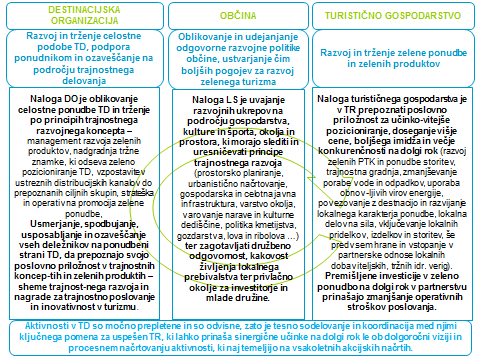 DESTINACIJSKA
ORGANIZACIJA
Razvoj in trženje celostne
podobe TD, podpora
ponudnikom in ozaveščanje na
področju trajnostnega
delovanja
Naloga DO je oblikovanje
celostne ponudbe TD in trženje
po principih trajnostnega
razvojnega koncepta –
management razvoja zelenih
produktov, nadgradnja tržne
znamke, ki odseva zeleno
pozicioniranje TD, vzpostavitev
ustreznih distribucijskih kanalov do
prepoznanih ciljnih skupin, strateška
in operativna promocija zelene
ponudbe,
Usmerjanje, spodbujanje,
usposabljanje in ozaveščanje
vseh deležnikov na ponudbeni
strani TD, da prepoznajo svojo
poslovno priložnost v trajnostnih
koncep-tih in zelenih produktih –
sheme trajnost-nega razvoja in
nagrade za trajnostno poslovanje
in inovativnost v turizmu.
OBČINA
Oblikovanje in udejanjanje
odgovorne razvojne politike
občine, ustvarjanje čim
boljših pogojev za razvoj
zelenega turizma
Naloga LS je uvajanje
razvojnih ukrepov na
področju gospodarstva,
kulture in športa, okolja in
prostora, ki morajo slediti in
uresničevati principe
trajnostnega razvoja
(prostorsko planiranje,
urbanistično načrtovanje,
gospodarska in oebtna javna
infrastruktura, varstvo okolja,
varovanje narave in kulturne
dediščine, politika kmetijstva,
gozdarstva, lova in ribolova …)
ter zagotavljati družbeno
odgovornost, kakovost
življenja lokalnega
prebivalstva ter privlačno
okolje za investitorje in
mlade družine.
TURISTIČNO GOSPODARSTVO
Razvoj in trženje zelene ponudbe
in zelenih produktov
Naloga turističnega gospodarstva je
v TR prepoznati poslovno
priložnost za učinko-vitejše
pozicioniranje, doseganje višje
cene, boljšega imidža in večje
konkurenčnosti na dolgi rok (razvoj
zelenih PTK in ponudbe storitev,
trajnostna gradnja, zmanjševanje
porabe vode in odpadkov, uporaba
obnov-ljivih virov energije,
povezovanje z destinacijo in razvijanje
lokalnega karakterja ponudbe, lokalna
delovna sila, vključevanje lokalnih
pridelkov, izdelkov in storitev, še
predvsem hrane in vstopanje v
partnerske odnose lokalnih
dobaviteljskih, tržnih idr. verig).
Premišljene investicije v zeleno
ponudbo na dolgi rok v partnerstvu
prinašajo zmanjšanje operativnih
stroškov poslovanja.
Aktivnosti v TD so močno prepletene in so odvisne, zato je tesno sodelovanje in koordinacija med njimi
ključnega pomena za uspešen TR, ki lahko prinaša sinergične učinke na dolgi rok le ob dolgoročni viziji in
procesnem načrtovanju aktivnosti, ki naj temeljijo na vsakoletnih akcijskih načrtih.